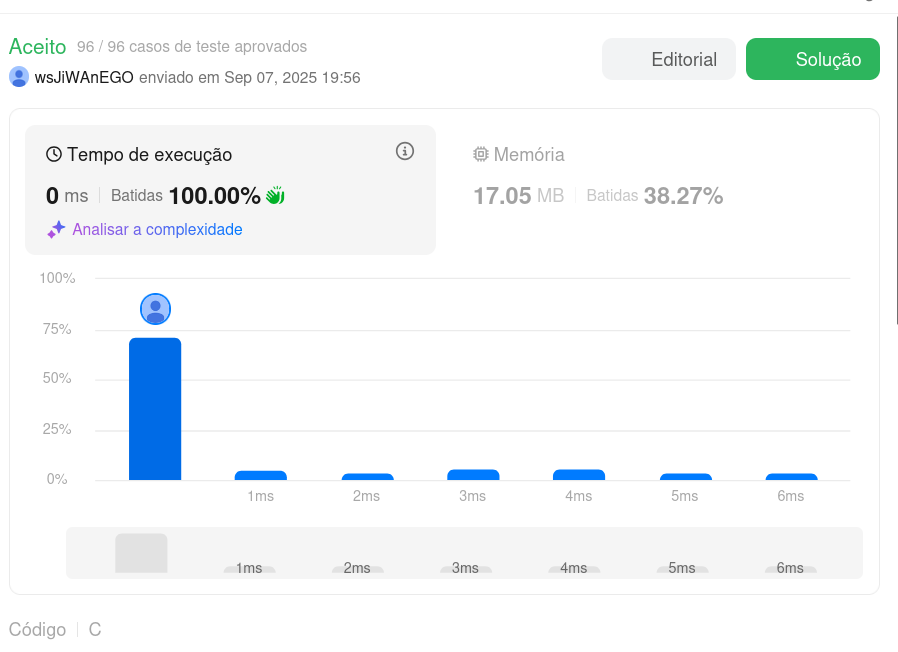 Aceito 96 / 96 casos de teste aprovados
wsJiWAnEGO enviado em Sep 07, 2025 19:56
Editorial
Solução
Tempo de execução
0 ms | Batidas 100.00%
Analisar a complexidade
Memória
17.05 MB | Batidas 38.27%
100%
75%
50%
25%
0%
1ms 2ms 3ms 4ms 5ms 6ms
1ms 2ms 3ms 4ms 5ms 6ms
Código | C